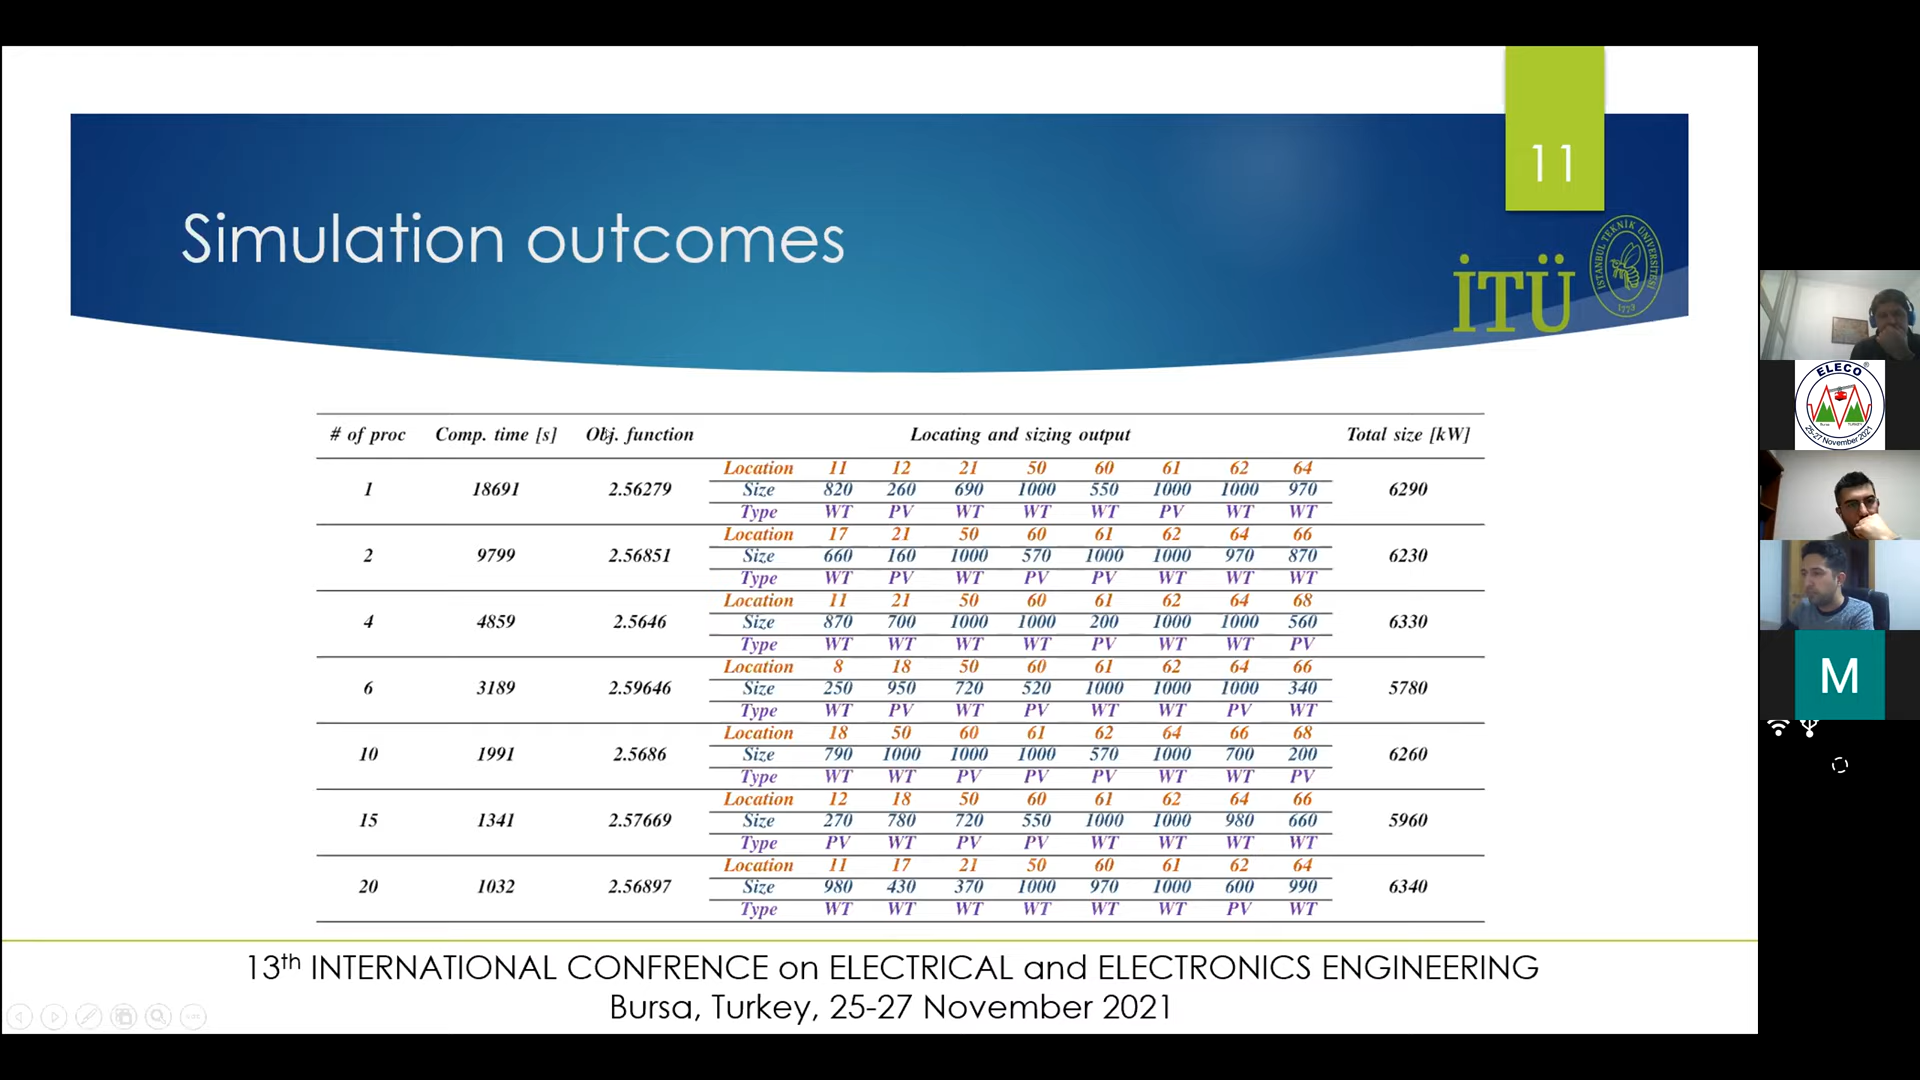 11
Simulation outcomes
İTÜ
İSTANBUL TEKNİK ÜNİVERSİTESİ
1773
# of proc Comp. time [s] Obj. function Locating and sizing output Total size [kW]
Location 11 12 21 50 60 61 62 64
1 18691 2.56279 Size 820 260 690 1000 550 1000 1000 970 6290
Type WT PV WT WT WT PV WT WT
Location 17 21 50 60 61 62 64 66
2 9799 2.56851 Size 660 160 1000 570 1000 1000 970 870 6230
Type WT PV WT PV PV WT WT WT
Location 11 21 50 60 61 62 64 68
4 4859 2.5646 Size 870 700 1000 1000 200 1000 1000 560 6330
Type WT WT WT WT PV WT WT PV
Location 8 18 50 60 61 62 64 66
6 3189 2.59646 Size 250 950 720 520 1000 1000 1000 340 5780
Type WT PV WT PV WT WT PV WT
Location 18 50 60 61 62 64 66 68
10 1991 2.5686 Size 790 1000 1000 1000 570 1000 700 200 6260
Type WT WT PV PV PV WT WT PV
Location 12 18 50 60 61 62 64 66
15 1341 2.57669 Size 270 780 720 550 1000 1000 980 660 5960
Type PV WT PV PV WT WT WT WT
Location 11 17 21 50 60 61 62 64
20 1032 2.56897 Size 980 430 370 1000 970 1000 600 990 6340
Type WT WT WT WT WT WT PV WT
13th INTERNATIONAL CONFRENCE on ELECTRICAL and ELECTRONICS ENGINEERING
Bursa, Turkey, 25-27 November 2021
ELECO
25-27 November 2021
M